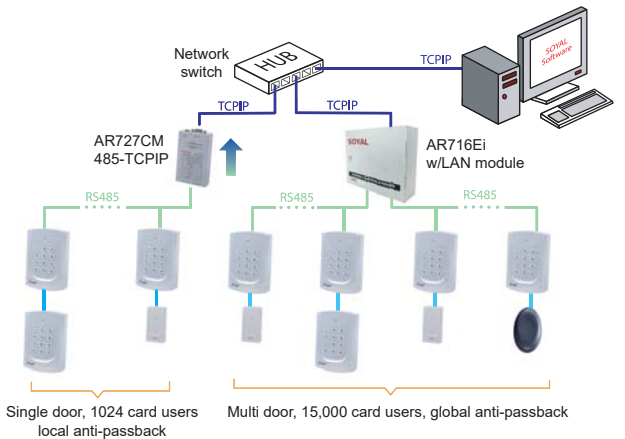 Network
switch
HUB
TCPIP
SOYAL
Software
TCPIP
TCPIP
AR727CM
485-TCPIP
SOYAL
AR716Ei
w/LAN module
RS485
RS485
RS485
Single door, 1024 card users
local anti-passback
Multi door, 15,000 card users, global anti-passback